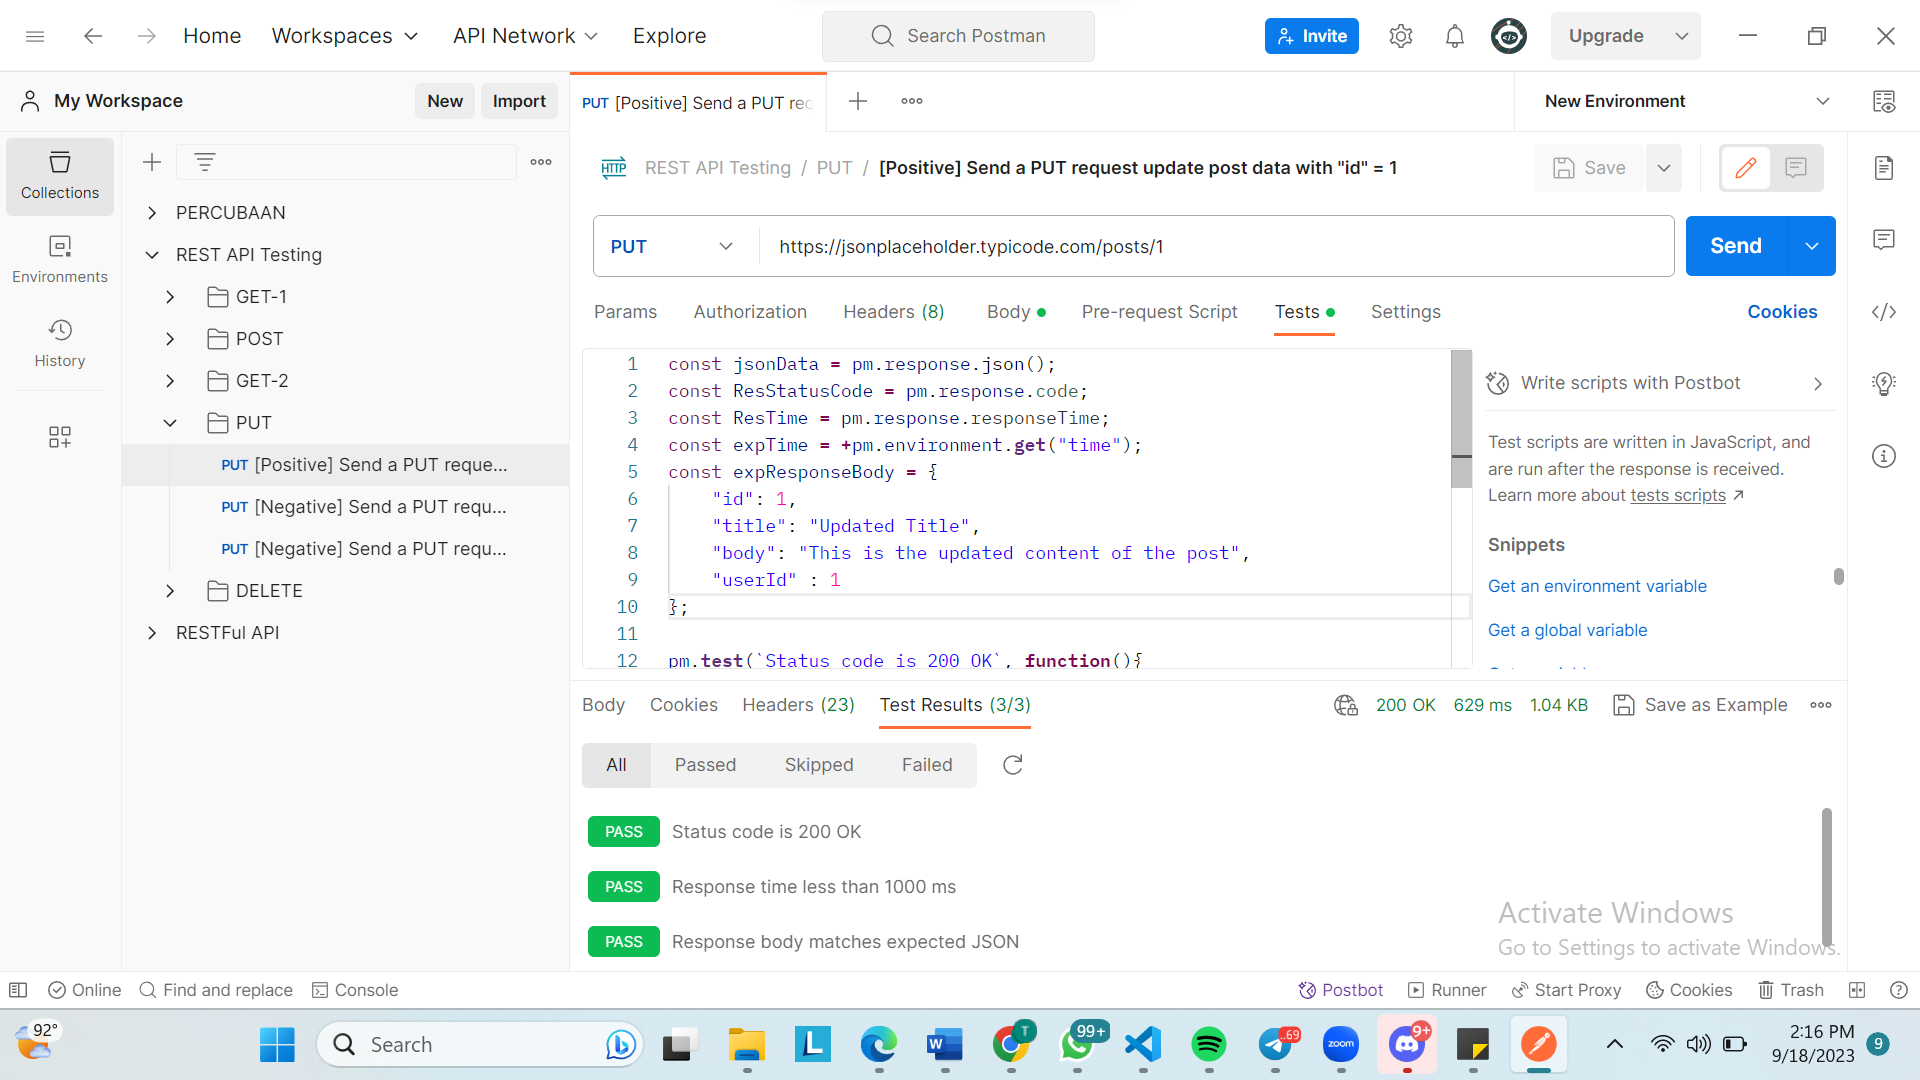 Home Workspaces API Network Explore Search Postman Invite Upgrade
My Workspace New Import PUT [Positive] Send a PUT req New Environment
Collections
Environments
History
PERCUBAAN
REST API Testing
GET-1
POST
GET-2
PUT
PUT [Positive] Send a PUT reque...
PUT [Negative] Send a PUT requ...
PUT [Negative] Send a PUT requ...
DELETE
RESTFul API
HTTP REST API Testing / PUT / [Positive] Send a PUT request update post data with "id" = 1 Save
PUT https://jsonplaceholder.typicode.com/posts/1 Send
Params Authorization Headers (8) Body Pre-request Script Tests Settings Cookies
1 const jsonData = pm.response.json();
2 const ResStatusCode = pm.response.code;
3 const ResTime = pm.response.responseTime;
4 const expTime = +pm.environment.get("time");
5 const expResponseBody = {
6 "id": 1,
7 "title": "Updated Title",
8 "body": "This is the updated content of the post",
9 "userId" : 1
10 };
11
12 pm.test(`Status code is 200 OK`, function(){
Write scripts with Postbot
Test scripts are written in JavaScript, and
are run after the response is received.
Learn more about tests scripts
Snippets
Get an environment variable
Get a global variable
Body Cookies Headers (23) Test Results (3/3) 200 OK 629 ms 1.04 KB Save as Example
All Passed Skipped Failed
PASS Status code is 200 OK
PASS Response time less than 1000 ms
PASS Response body matches expected JSON
Activate Windows
Go to Settings to activate Windows.
Online Find and replace Console Postbot Runner Start Proxy Cookies Trash
92° Search L W T 99+ ..69 zoom 9+ 2:16 PM 9
9/18/2023